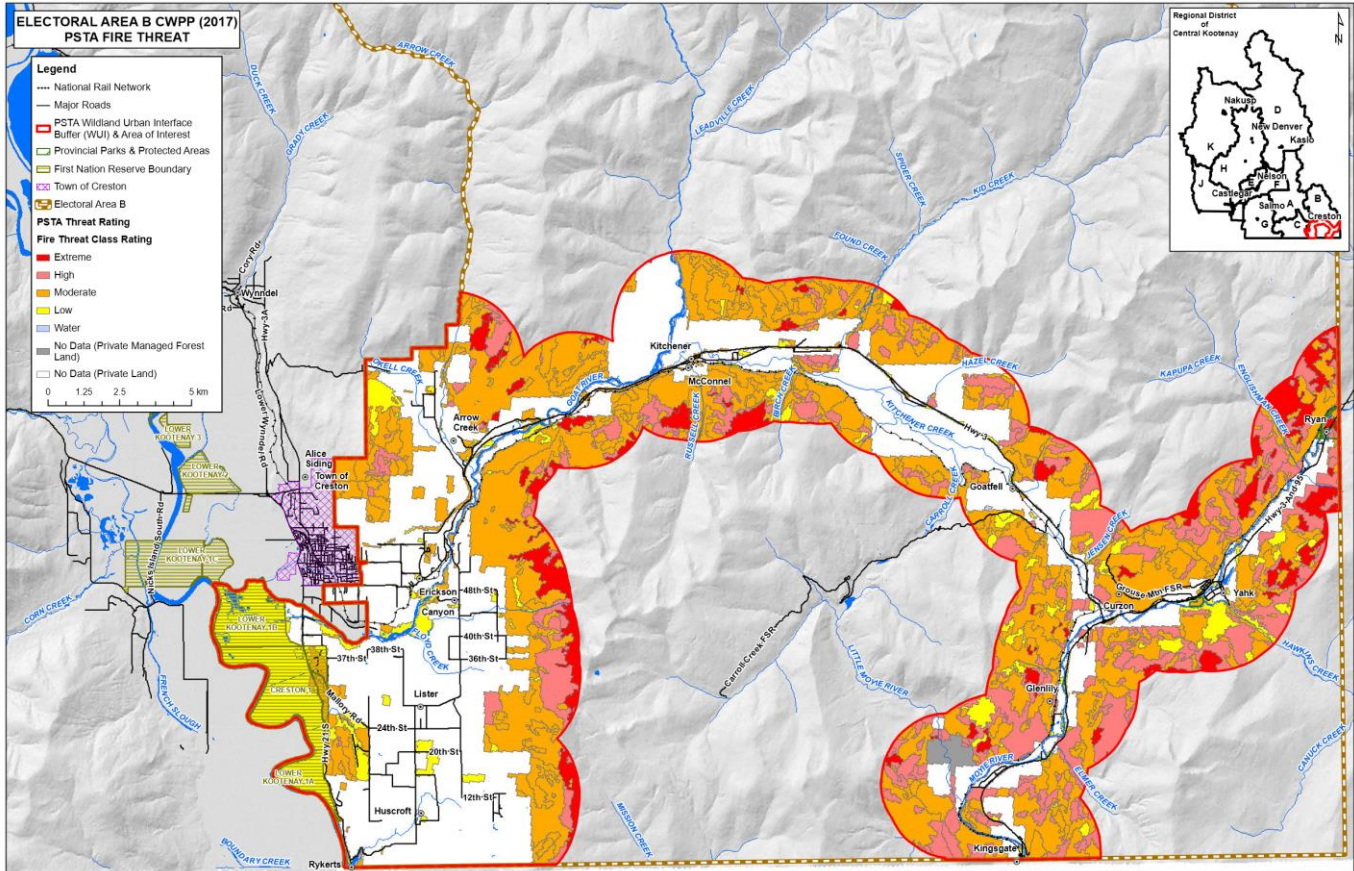 ELECTORAL AREA B CWPP (2017)
PSTA FIRE THREAT
Legend
National Rail Network
Major Roads
PSTA Wildland Urban Interface
Buffer (WUI) & Area of Interest
Provincial Parks & Protected Areas
First Nation Reserve Boundary
Town of Creston
Electoral Area B
PSTA Threat Rating
Fire Threat Class Rating
Extreme
High
Moderate
Low
Water
No Data (Private Managed Forest
Land)
No Data (Private Land)
0 1.25 2.5 5 km
Regional District
of
Central Kootenay
N
Nakusp
D
New Denver
Kaslo
K
H
Nelson
E
F
J
Castlegar
Salmo
A
B
Creston
G
C
ARROW CREEK
DUCK CREEK
GRADY CREEK
LEADVILLE CREEK
SPIDER CREEK
KID CREEK
FOUND CREEK
Cory Rd
Wynndel
Rd
Hwy-3A
Lower Wynndel Rd
Kitchener
McConnel
GOAT RIVER
RUSSELL CREEK
BIRCH CREEK
HAZEL CREEK
KITCHENER CREEK
Hwy-3
KAPUPA CREEK
ENGLISHMAN CREEK
Ryan
Hwy-3-And-95
Arrow
Creek
LOWER
KOOTENAY 3
LOWER
Alice
Siding
Town of
Creston
Goatfell
CARROLL CREEK
JENSEN CREEK
Nicks Island South Rd
LOWER
KOOTENAY 1C
CORN CREEK
Erickson
Canyon
48th St
FLOYD CREEK
LOWER
KOOTENAY 1B
40th St
38th St
37th St
36th St
Grouse Mtn FSR
Curzon
Yahk
HAWKINS CREEK
Carroll Creek FSR
LITTLE MOYIE RIVER
CRESTON 1
Mallory Rd
Lister
FRENCH SLOUGH
24th St
Hwy 21 S
20th St
Glenlily
LOWER
KOOTENAY 1A
12th St
Huscroft
MOYIE RIVER
ELMER CREEK
CANUCK CREEK
MISSION CREEK
BOUNDARY CREEK
Rykerts
Kingsgate